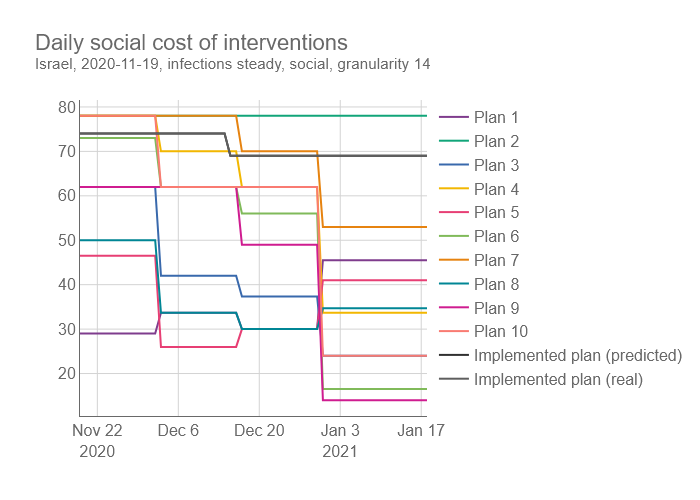 Daily social cost of interventions
Israel, 2020-11-19, infections steady, social, granularity 14
80
70
60
50
40
30
20
Nov 22
2020
Dec 6
Dec 20
Jan 3
2021
Jan 17
Plan 1
Plan 2
Plan 3
Plan 4
Plan 5
Plan 6
Plan 7
Plan 8
Plan 9
Plan 10
Implemented plan (predicted)
Implemented plan (real)